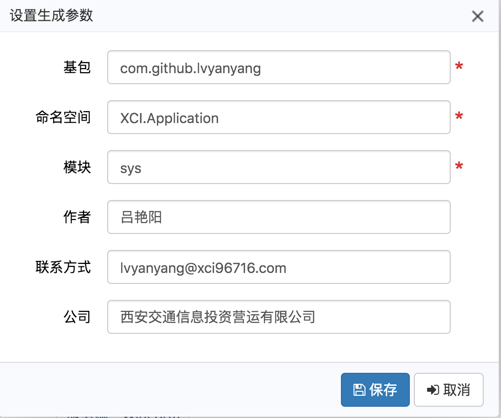 设置生成参数
基包 com.github.lvyanyang *
命名空间 XCI.Application *
模块 sys *
作者 吕艳阳
联系方式 lvyanyang@xci96716.com
公司 西安交通信息投资营运有限公司
保存 取消